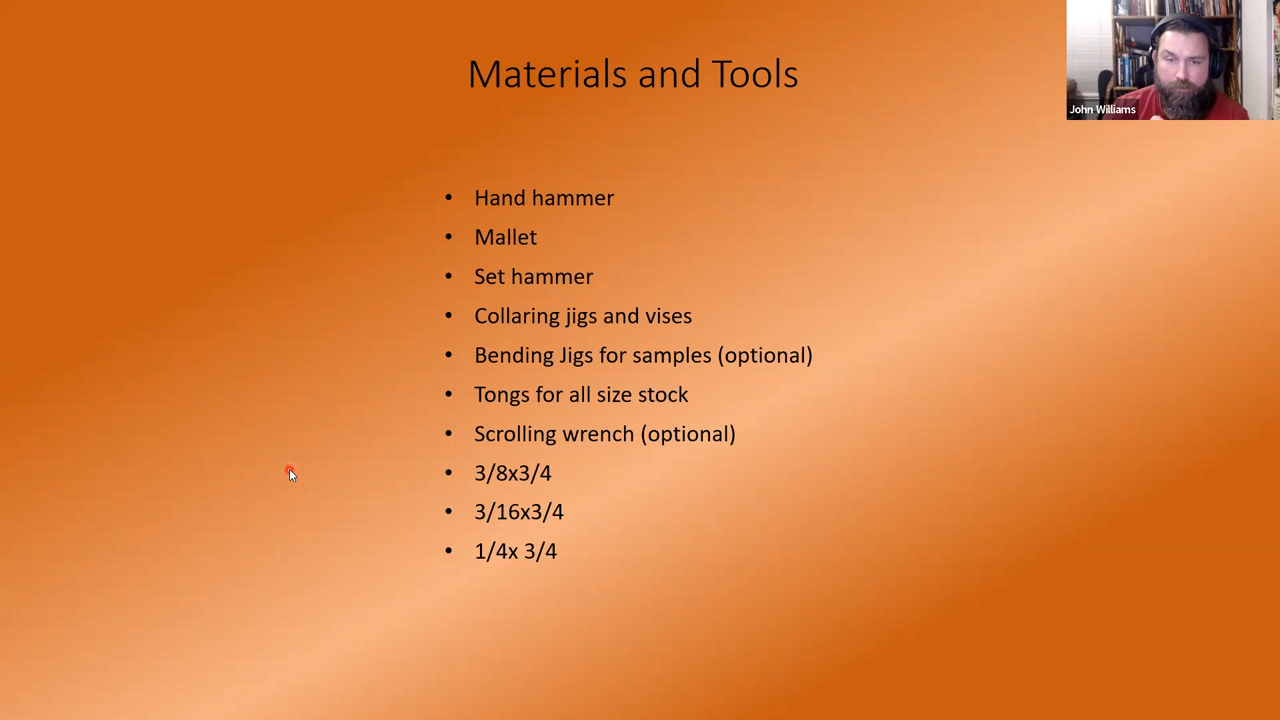 Materials and Tools
John Williams
• Hand hammer
• Mallet
• Set hammer
• Collaring jigs and vises
• Bending Jigs for samples (optional)
• Tongs for all size stock
• Scrolling wrench (optional)
• 3/8x3/4
• 3/16x3/4
• 1/4x 3/4